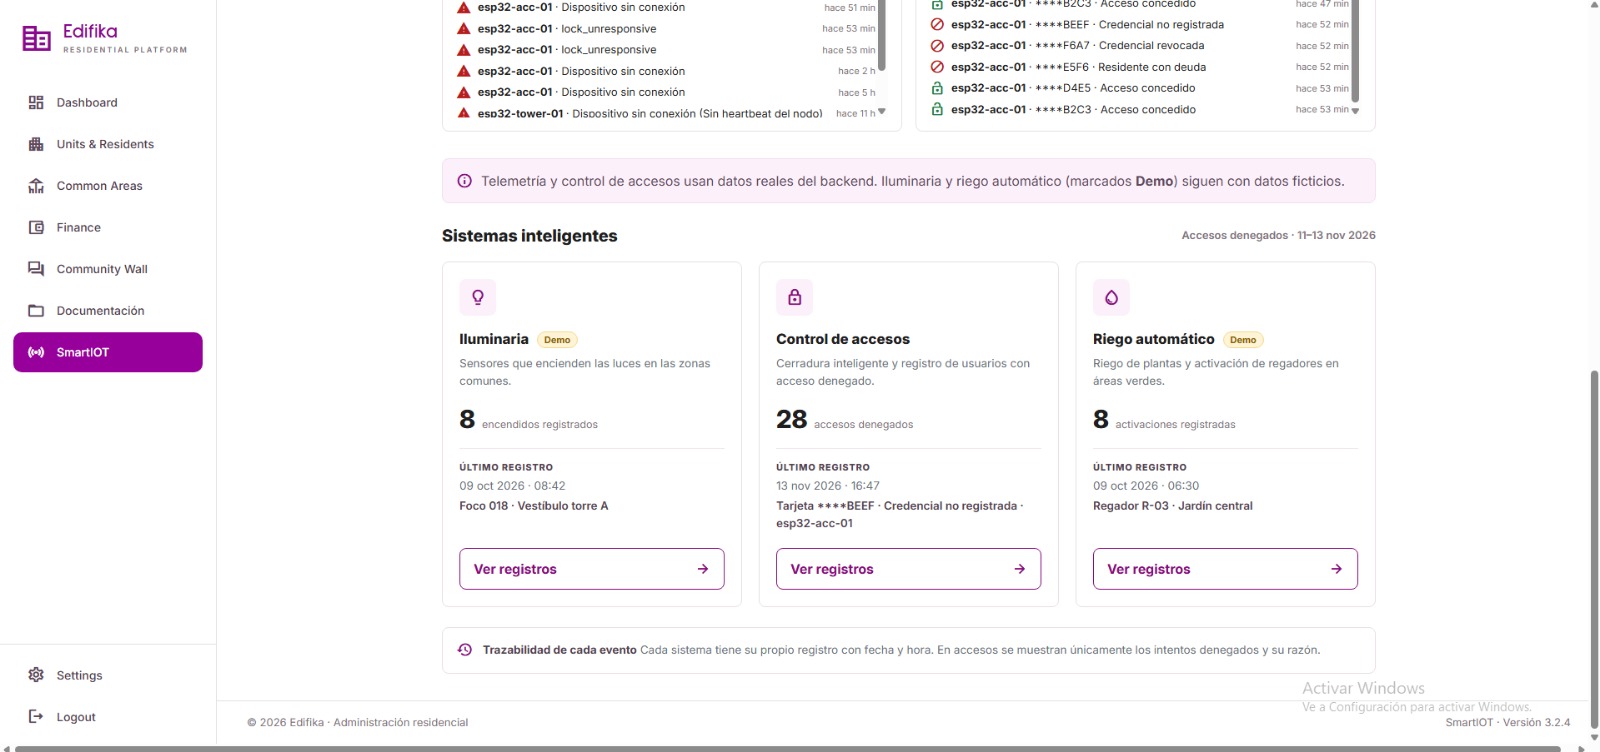 Edifika
RESIDENTIAL PLATFORM
Dashboard
Units & Residents
Common Areas
Finance
Community Wall
Documentación
SmartIOT
Settings
Logout
esp32-acc-01 · Dispositivo sin conexión hace 51 min
esp32-acc-01 · lock_unresponsive hace 53 min
esp32-acc-01 · lock_unresponsive hace 53 min
esp32-acc-01 · Dispositivo sin conexión hace 2 h
esp32-acc-01 · Dispositivo sin conexión hace 5 h
esp32-tower-01 · Dispositivo sin conexión (Sin heartbeat del nodo) hace 11 h
esp32-acc-01 · ****B2C3 · Acceso concedido hace 47 min
esp32-acc-01 · ****BEEF · Credencial no registrada hace 52 min
esp32-acc-01 · ****F6A7 · Credencial revocada hace 52 min
esp32-acc-01 · ****E5F6 · Residente con deuda hace 52 min
esp32-acc-01 · ****D4E5 · Acceso concedido hace 53 min
esp32-acc-01 · ****B2C3 · Acceso concedido hace 53 min
Telemetría y control de accesos usan datos reales del backend. Iluminaria y riego automático (marcados Demo) siguen con datos ficticios.
Sistemas inteligentes
Accesos denegados · 11–13 nov 2026
Iluminaria Demo
Sensores que encienden las luces en las zonas
comunes.
8 encendidos registrados
ÚLTIMO REGISTRO
09 oct 2026 · 08:42
Foco 018 · Vestíbulo torre A
Ver registros
Control de accesos
Cerradura inteligente y registro de usuarios con
acceso denegado.
28 accesos denegados
ÚLTIMO REGISTRO
13 nov 2026 · 16:47
Tarjeta ****BEEF · Credencial no registrada ·
esp32-acc-01
Ver registros
Riego automático Demo
Riego de plantas y activación de regadores en
áreas verdes.
8 activaciones registradas
ÚLTIMO REGISTRO
09 oct 2026 · 06:30
Regador R-03 · Jardín central
Ver registros
Trazabilidad de cada evento Cada sistema tiene su propio registro con fecha y hora. En accesos se muestran únicamente los intentos denegados y su razón.
Activar Windows
Ve a Configuración para activar Windows.
© 2026 Edifika · Administración residencial
SmartIOT · Versión 3.2.4